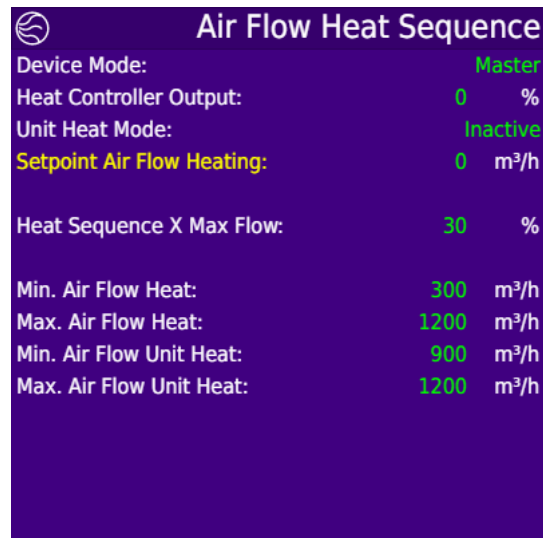 Air Flow Heat Sequence
Device Mode: Master
Heat Controller Output: 0 %
Unit Heat Mode: Inactive
Setpoint Air Flow Heating: 0 m³/h
Heat Sequence X Max Flow: 30 %
Min. Air Flow Heat: 300 m³/h
Max. Air Flow Heat: 1200 m³/h
Min. Air Flow Unit Heat: 900 m³/h
Max. Air Flow Unit Heat: 1200 m³/h